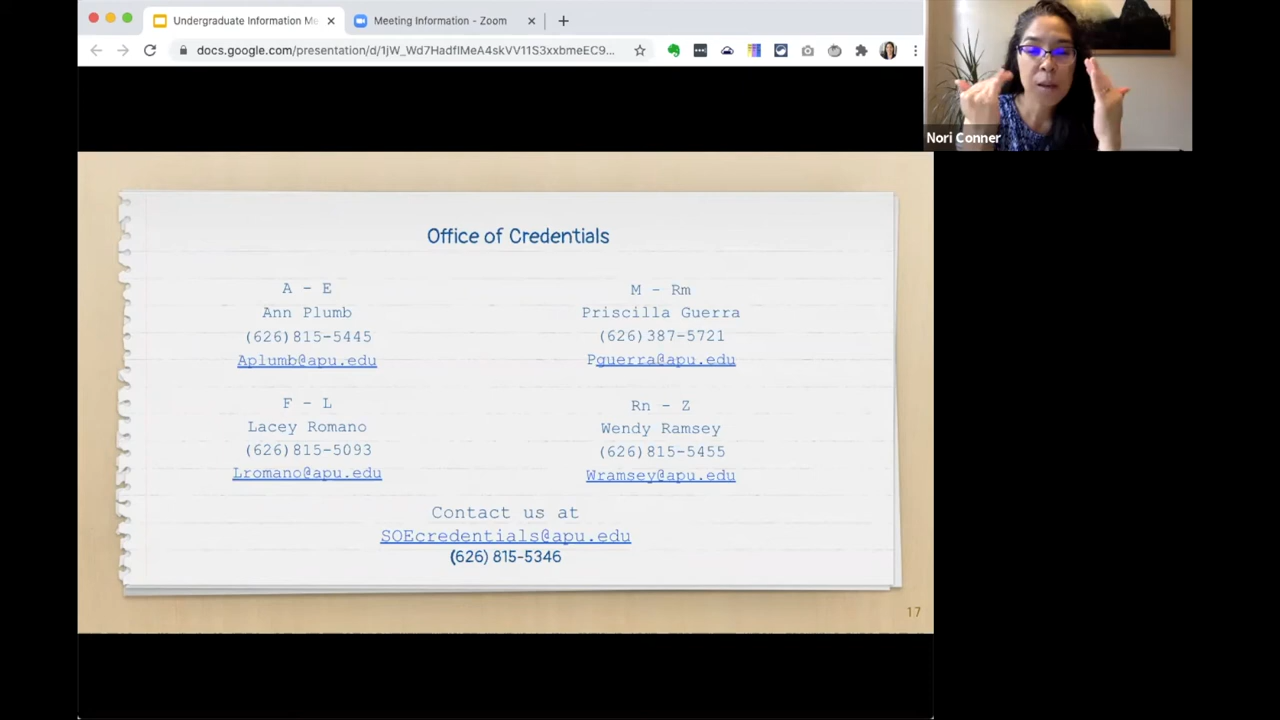 Undergraduate Information Me
Meeting Information - Zoom
docs.google.com/presentation/d/1jW_Wd7HadfIMeA4skVV11S3xxbmeEC9...
Nori Conner
Office of Credentials
A - E
Ann Plumb
(626)815-5445
Aplumb@apu.edu
M - Rm
Priscilla Guerra
(626)387-5721
Pguerra@apu.edu
F - L
Lacey Romano
(626)815-5093
Lromano@apu.edu
Rn - Z
Wendy Ramsey
(626)815-5455
Wramsey@apu.edu
Contact us at
SOEcredentials@apu.edu
(626) 815-5346
17